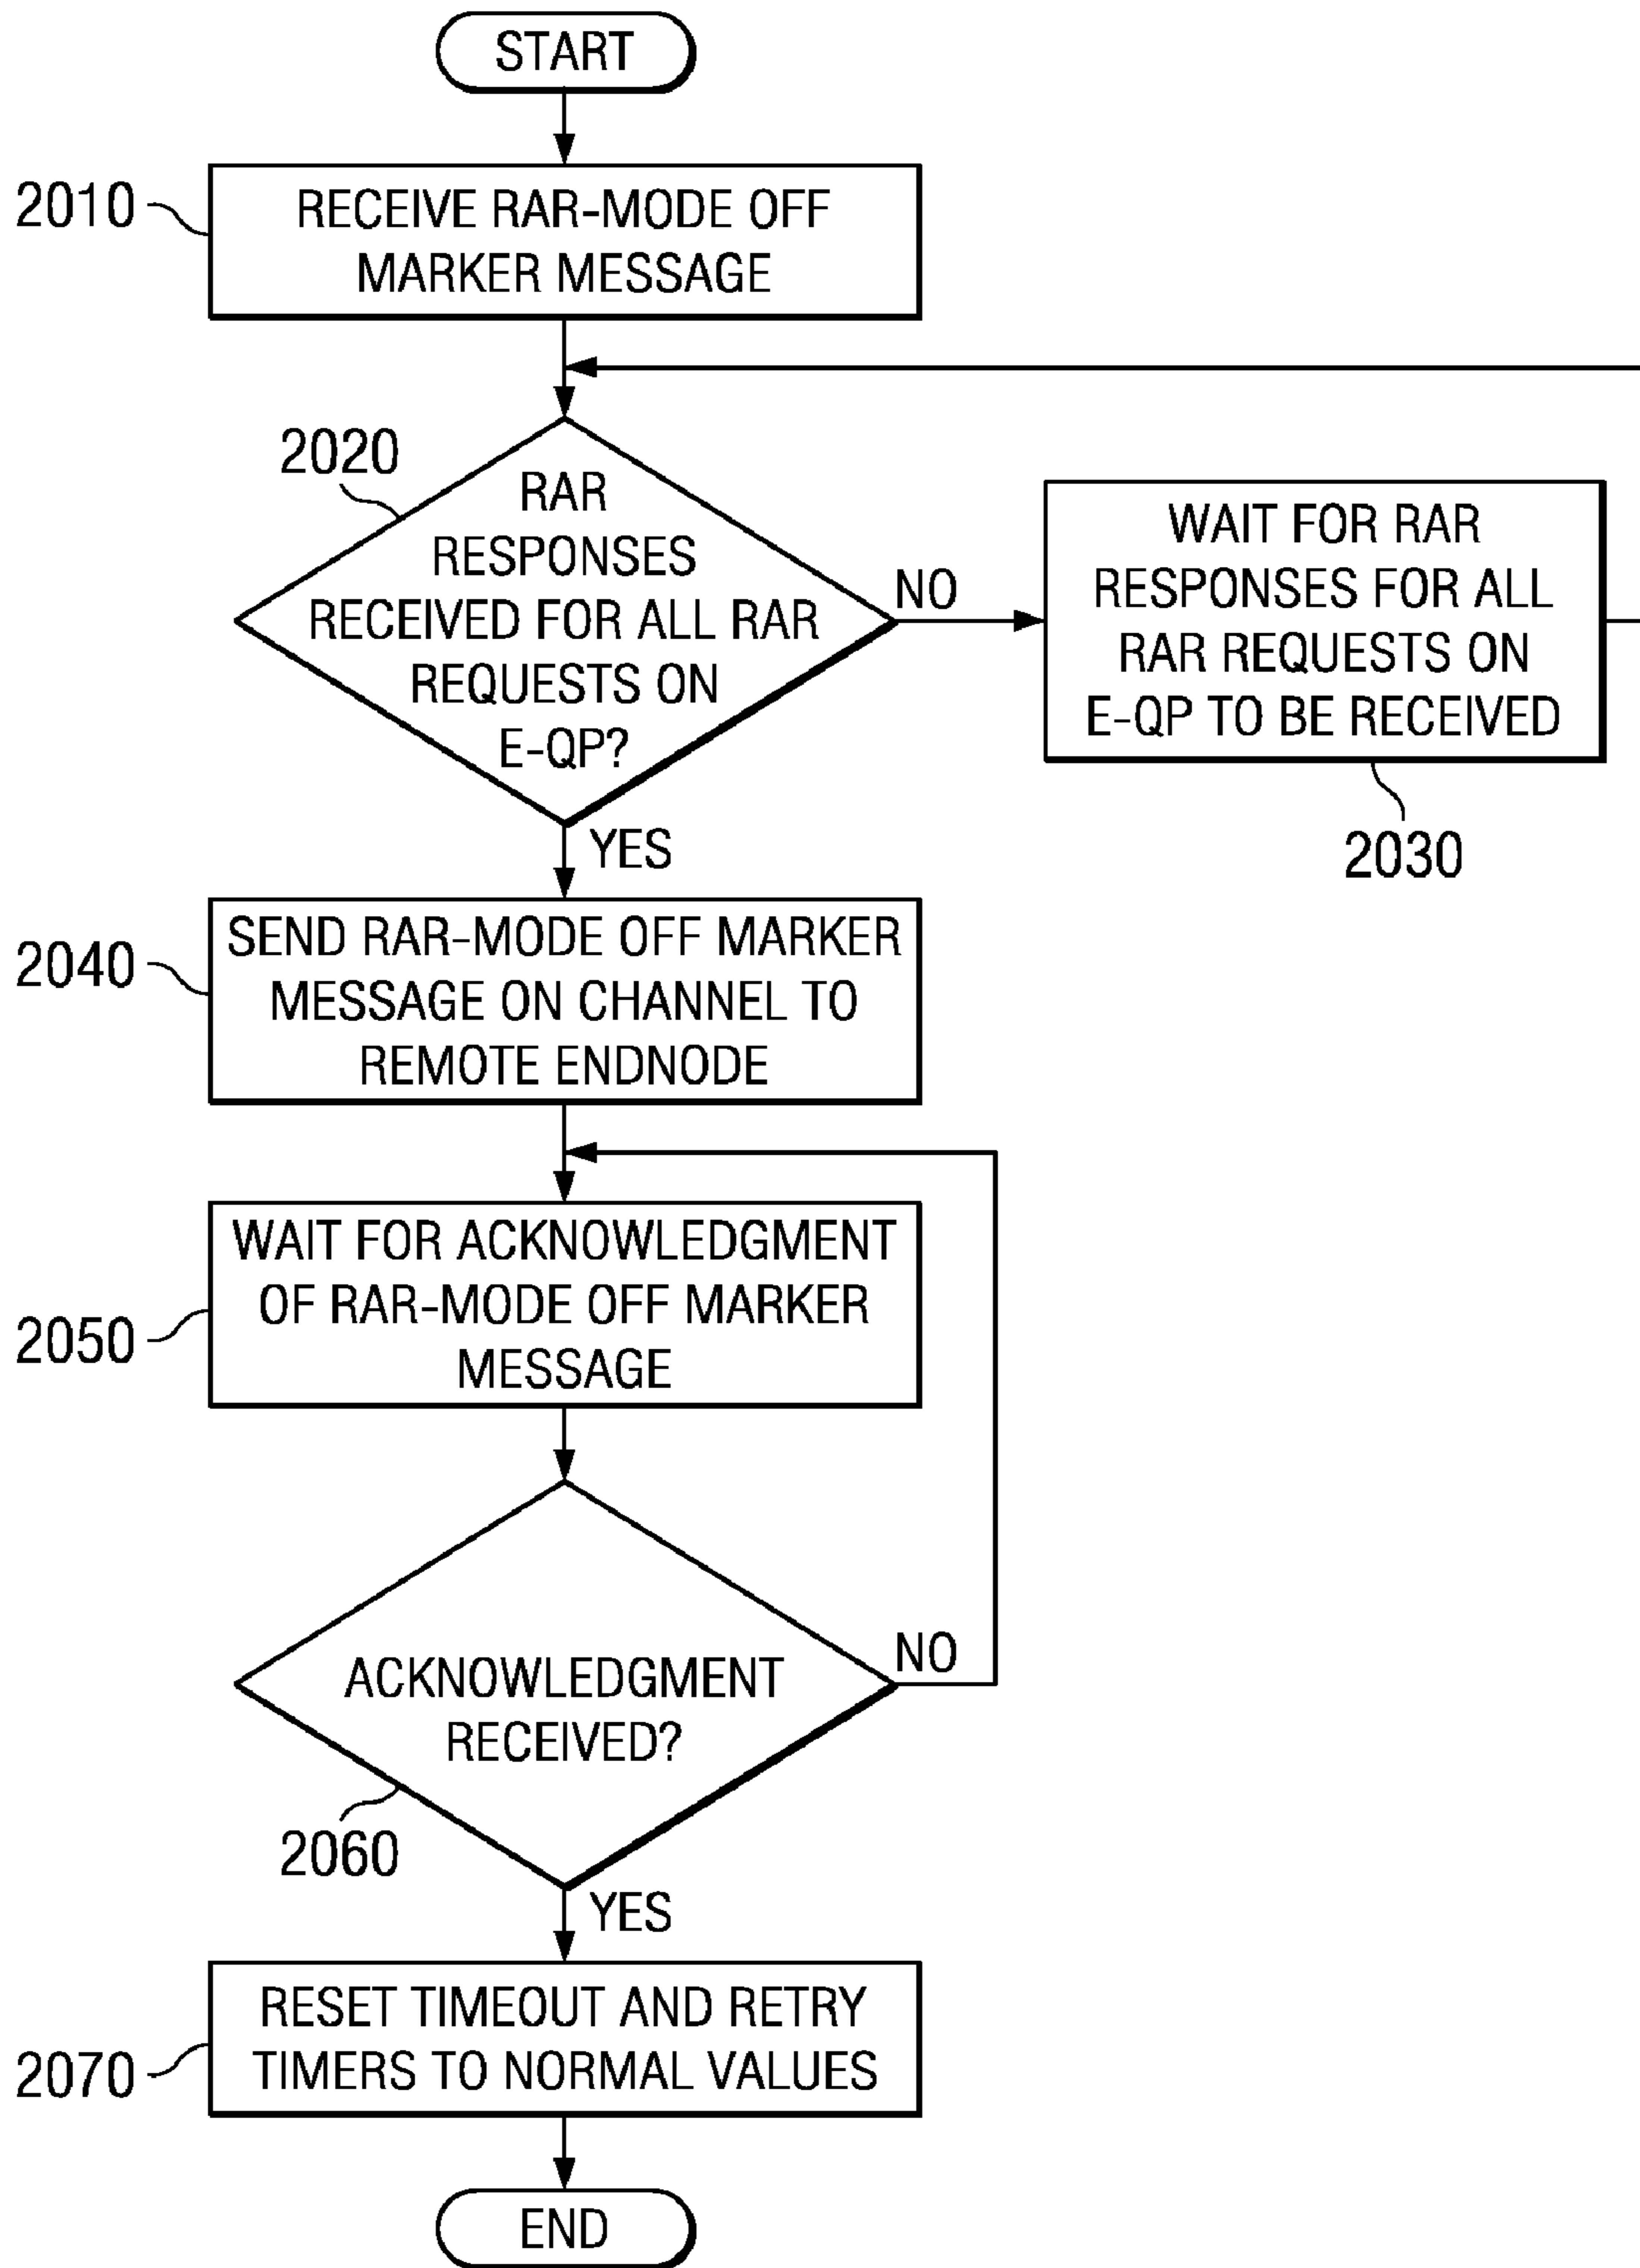 START
2010
RECEIVE RAR-MODE OFF
MARKER MESSAGE
2020
RAR
RESPONSES
RECEIVED FOR ALL RAR
REQUESTS ON
E-QP?
NO
WAIT FOR RAR
RESPONSES FOR ALL
RAR REQUESTS ON
E-QP TO BE RECEIVED
2030
YES
2040
SEND RAR-MODE OFF MARKER
MESSAGE ON CHANNEL TO
REMOTE ENDNODE
2050
WAIT FOR ACKNOWLEDGMENT
OF RAR-MODE OFF MARKER
MESSAGE
ACKNOWLEDGMENT
RECEIVED?
NO
2060
YES
2070
RESET TIMEOUT AND RETRY
TIMERS TO NORMAL VALUES
END